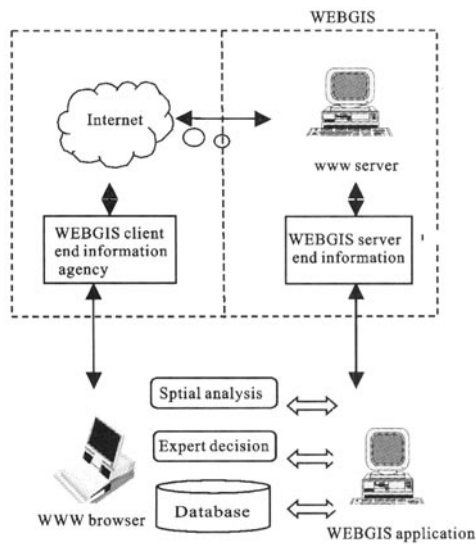 WEBGIS
Internet
www server
WEBGIS client
end information
agency
WEBGIS server
end information
Sptial analysis
Expert decision
Database
WWW browser
WEBGIS application